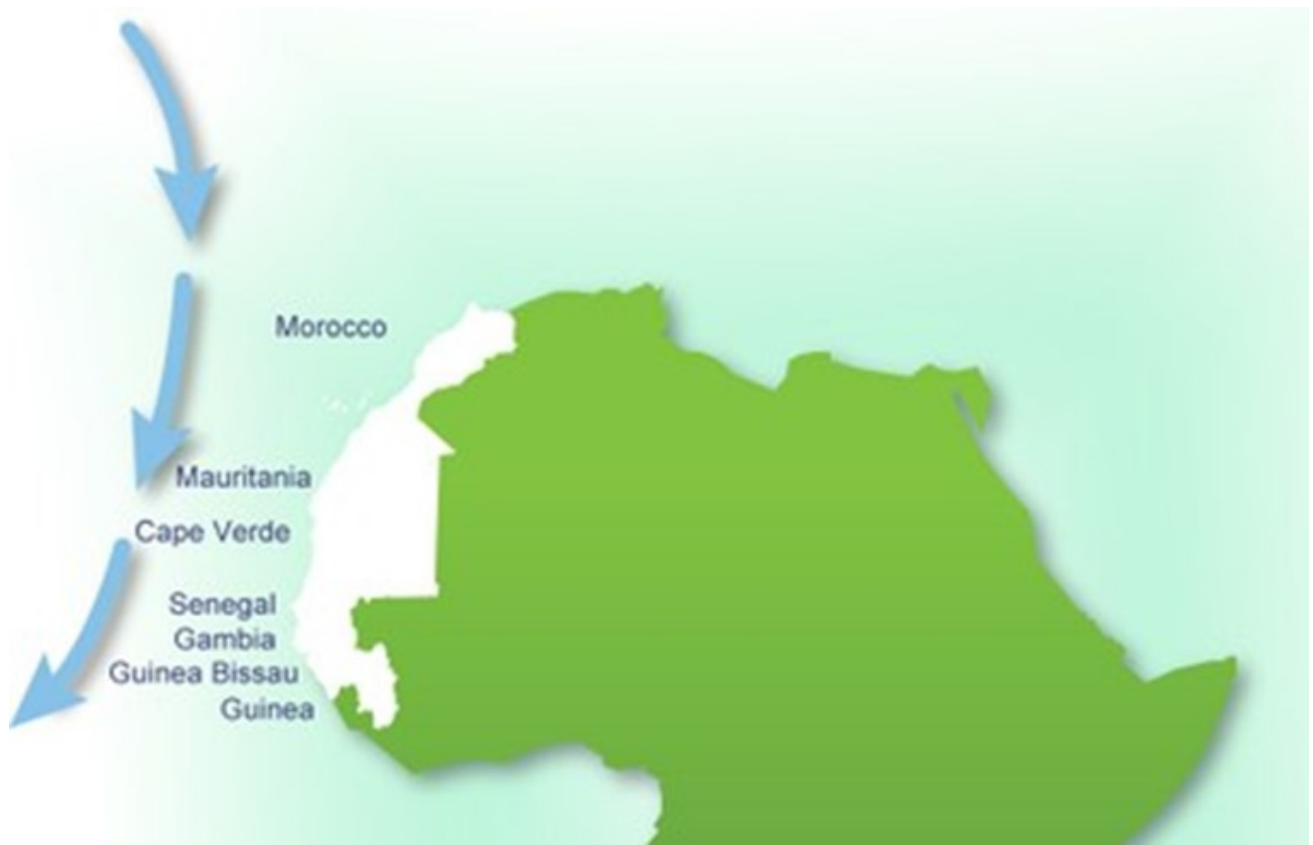 Morocco
Mauritania
Cape Verde
Senegal
Gambia
Guinea Bissau
Guinea